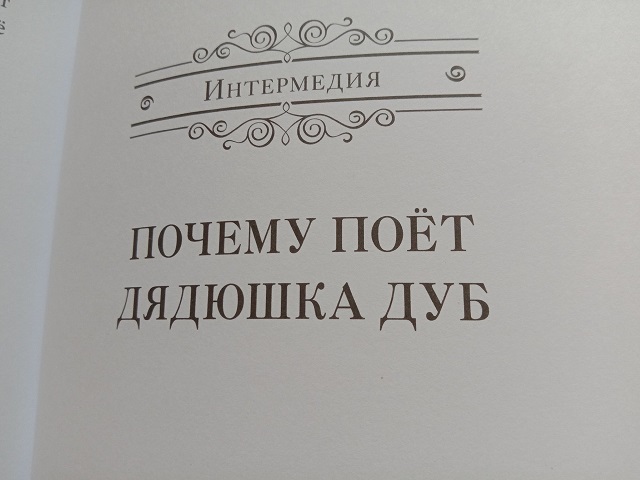 Интермедия
ПОЧЕМУ ПОЁТ
ДЯДЮШКА ДУБ